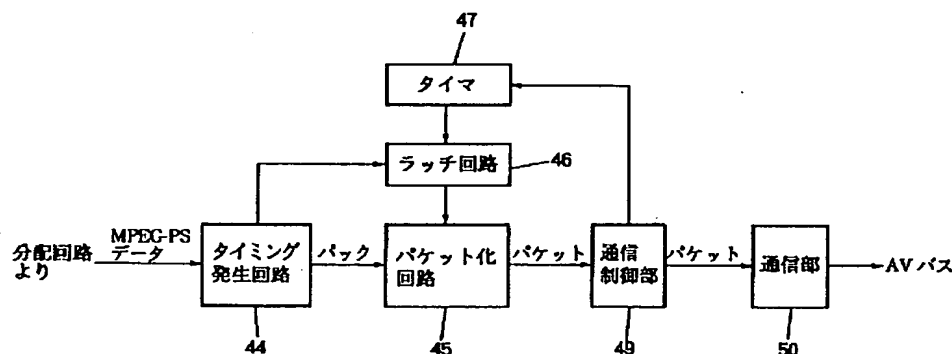 47
タイマ
ラッチ回路
46
分配回路
より
MPEG-PS
データ
タイミング
発生回路
パック
パケット化
回路
パケット
通信
制御部
パケット
通信部
AVバス
44
45
49
50